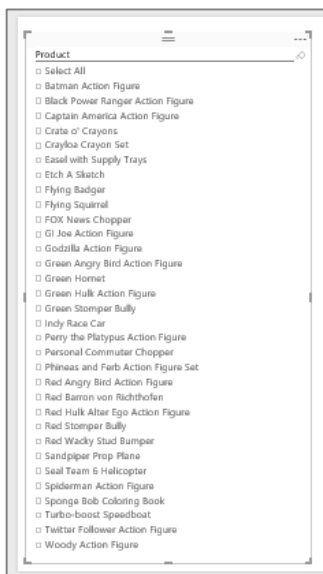 Product
Select All
Batman Action Figure
Black Power Ranger Action Figure
Captain America Action Figure
Crate o' Crayons
Crayloa Crayon Set
Easel with Supply Trays
Etch A Sketch
Flying Badger
Flying Squirrel
FOX News Chopper
GI Joe Action Figure
Godzilla Action Figure
Green Angry Bird Action Figure
Green Hornet
Green Hulk Action Figure
Green Stomper Bully
Indy Race Car
Perry the Platypus Action Figure
Personal Commuter Chopper
Phineas and Ferb Action Figure Set
Red Angry Bird Action Figure
Red Barron von Richthofen
Red Hulk Alter Ego Action Figure
Red Stomper Bully
Red Wacky Stud Bumper
Sandpiper Prop Plane
Seal Team 6 Helicopter
Spiderman Action Figure
Sponge Bob Coloring Book
Turbo-boost Speedboat
Twitter Follower Action Figure
Woody Action Figure